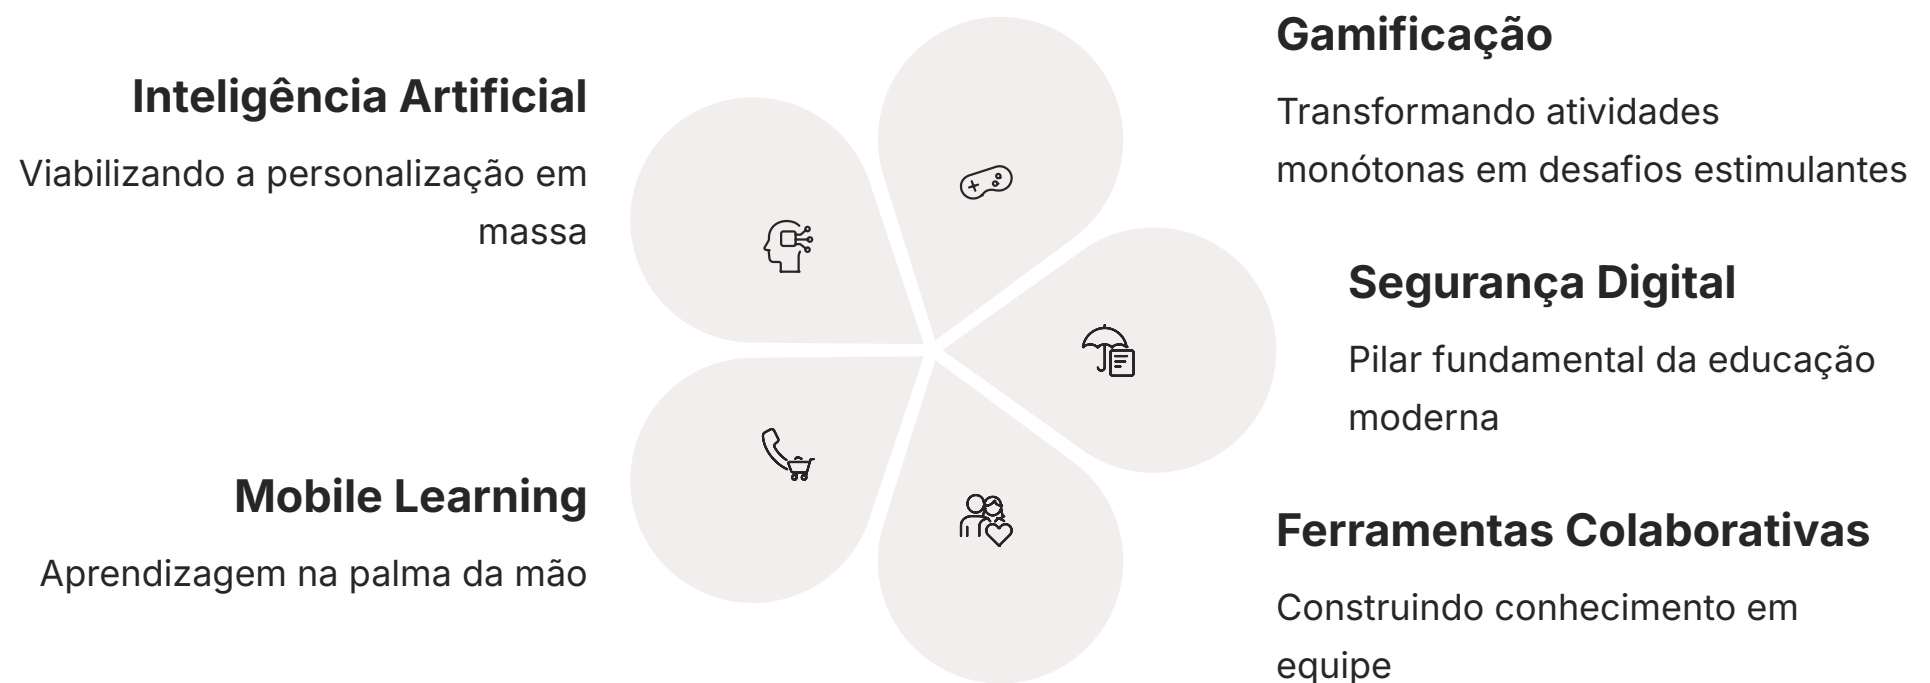 Inteligência Artificial
Viabilizando a personalização em
massa
Gamificação
Transformando atividades
monótonas em desafios estimulantes
Segurança Digital
Pilar fundamental da educação
moderna
Ferramentas Colaborativas
Construindo conhecimento em
equipe
Mobile Learning
Aprendizagem na palma da mão